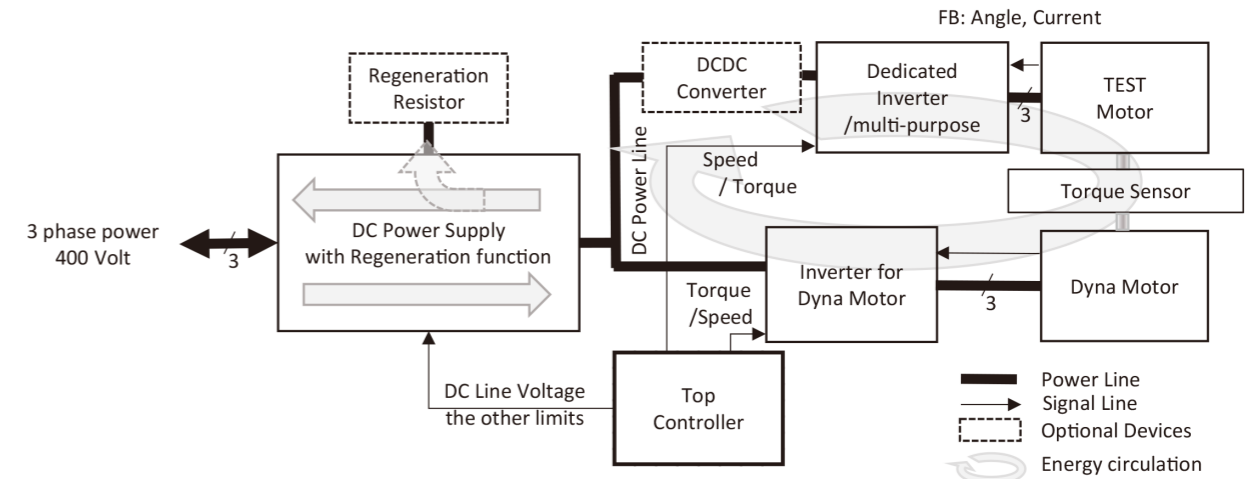 FB: Angle, Current
Regeneration
Resistor
DCDC
Converter
Dedicated
Inverter
/multi-purpose
TEST
Motor
3
Speed
/ Torque
DC Power Line
Torque Sensor
3 phase power
400 Volt
3
DC Power Supply
with Regeneration function
Inverter for
Dyna Motor
3
Dyna Motor
Torque
/Speed
DC Line Voltage
the other limits
Top
Controller
Power Line
Signal Line
Optional Devices
Energy circulation